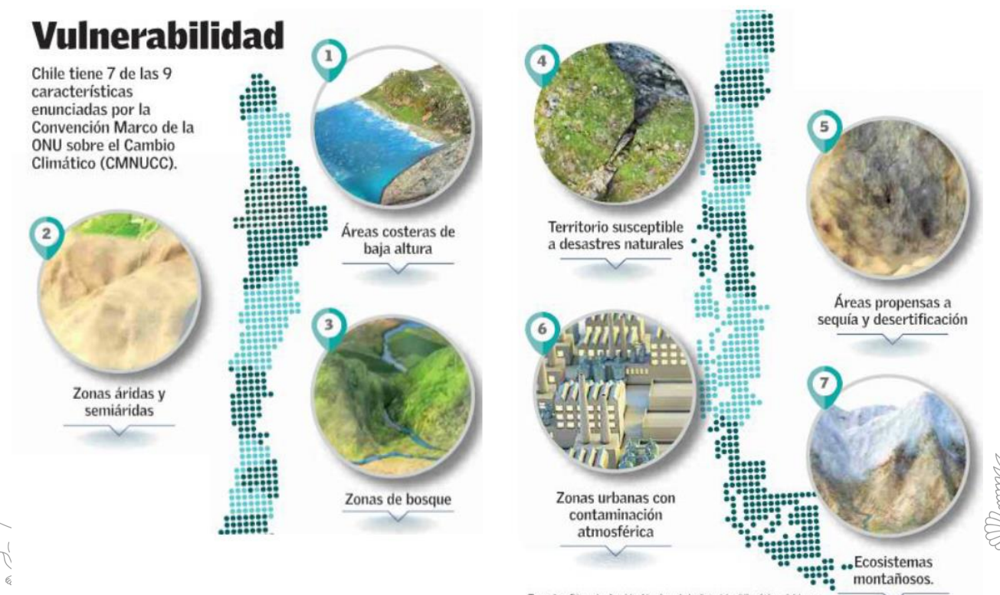 Vulnerabilidad
Chile tiene 7 de las 9
características
enunciadas por la
Convención Marco de la
ONU sobre el Cambio
Climático (CMNUCC).
1
Áreas costeras de
baja altura
2
Zonas áridas y
semiáridas
3
Zonas de bosque
4
Territorio susceptible
a desastres naturales
5
Áreas propensas a
sequía y desertificación
6
Zonas urbanas con
contaminación
atmosférica
7
Ecosistemas
montañosos.